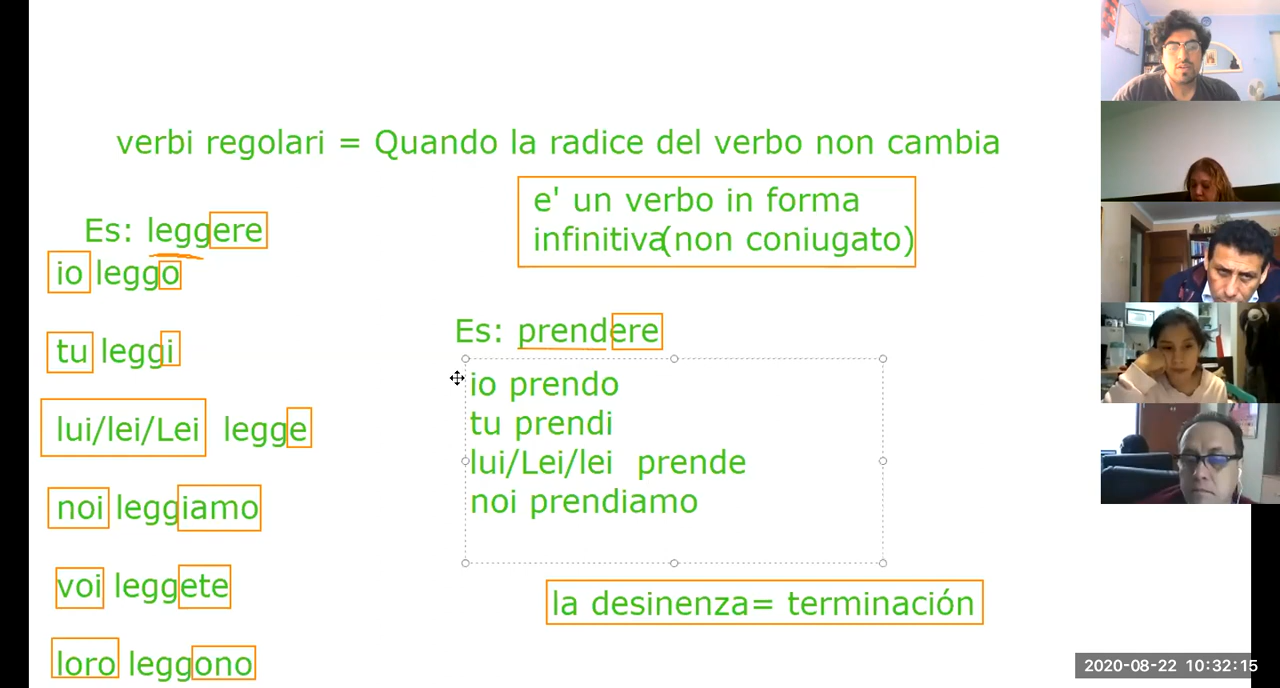 verbi regolari = Quando la radice del verbo non cambia
e' un verbo in forma
infinitiva(non coniugato)
Es: leggere
io leggo
tu leggi
lui/lei/Lei legge
noi leggiamo
voi leggete
loro leggono
Es: prendere
io prendo
tu prendi
lui/Lei/lei prende
noi prendiamo
la desinenza= terminación
2020-08-22 10:32:15